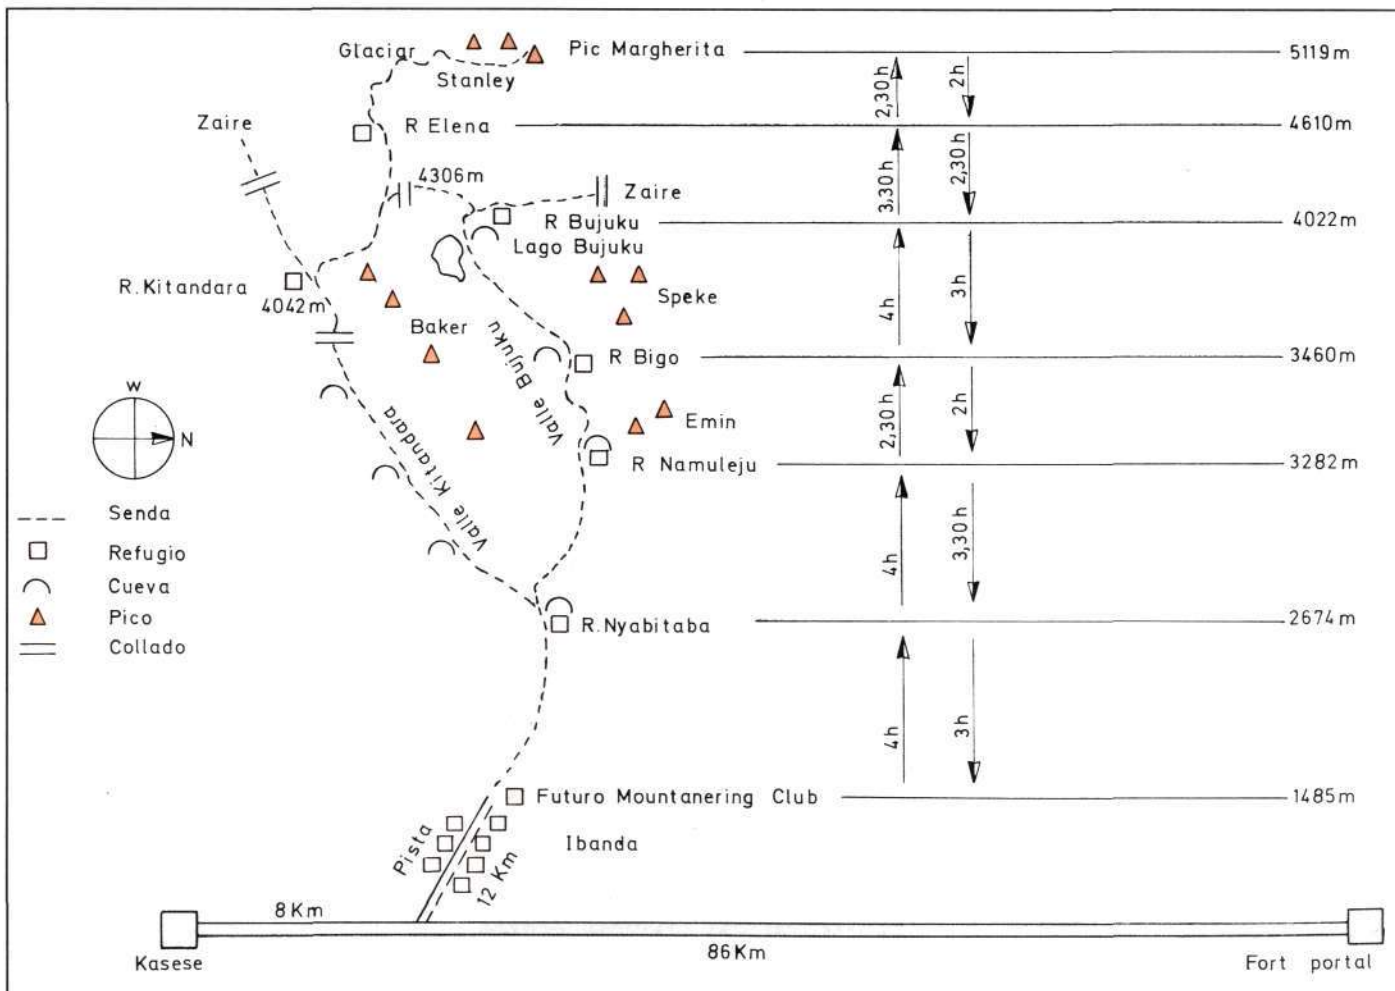 Glaciar
Pic Margherita
5119m
Stanley
2,30h
2h
Zaire
R Elena
4610m
4306m
3,30h
2,30h
Zaire
R Bujuku
4022m
Lago Bujuku
R.Kitandara
4042m
Speke
4h
3h
Baker
Valle Bujuku
R Bigo
3460m
W
N
Valle Kitandara
Emin
2,30h
2h
R Namuleju
3282m
Senda
Refugio
Cueva
Pico
Collado
4h
3,30h
R.Nyabitaba
2674m
4h
3h
Futuro Mountanering Club
1485m
Pista
12 Km
Ibanda
8Km
86Km
Kasese
Fort portal